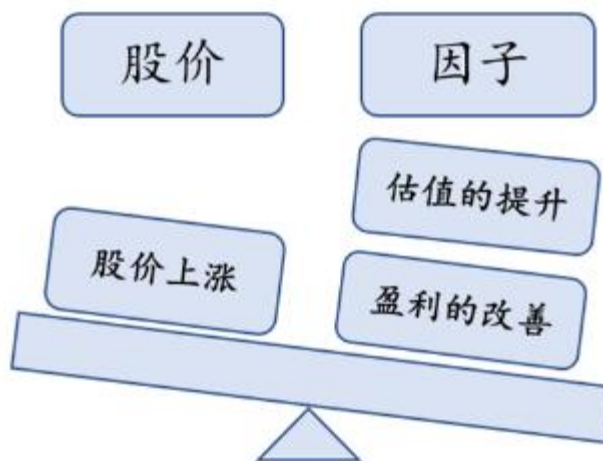 股价
因子
估值的提升
股价上涨
盈利的改善